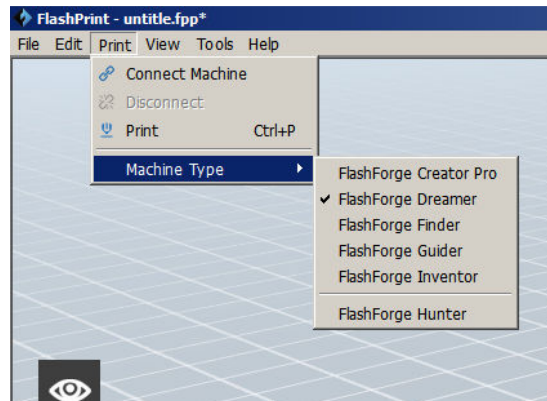 FlashPrint - untitle.fpp*
File Edit Print View Tools Help
Connect Machine
Disconnect
Print Ctrl+P
Machine Type
FlashForge Creator Pro
FlashForge Dreamer
FlashForge Finder
FlashForge Guider
FlashForge Inventor
FlashForge Hunter